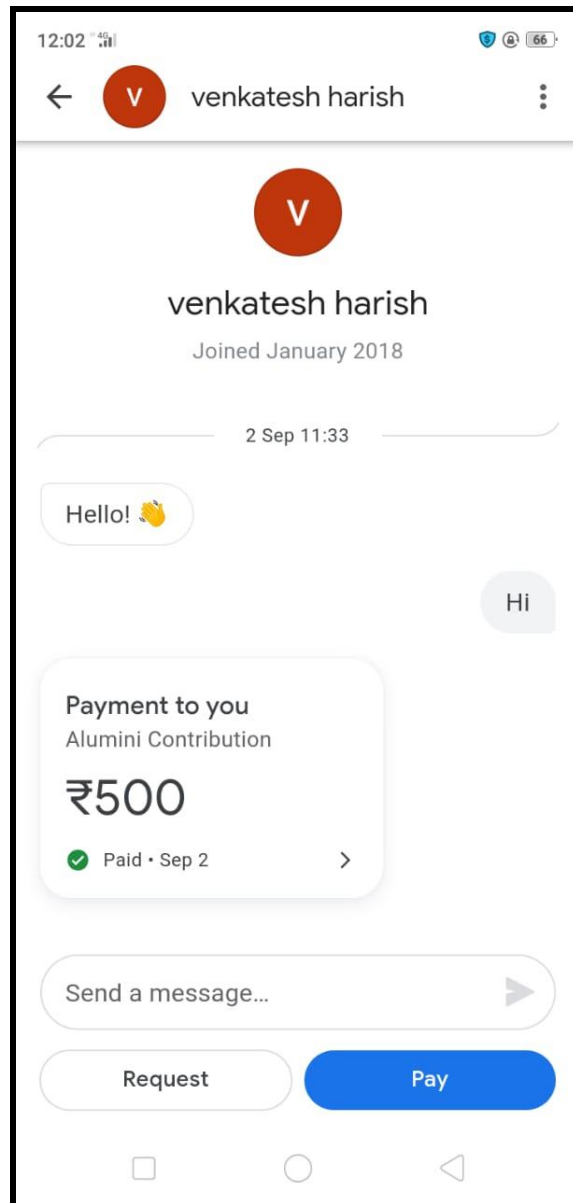 12:02 4G 66
V venkatesh harish
V
venkatesh harish
Joined January 2018
2 Sep 11:33
Hello! 👋
Hi
Payment to you
Alumini Contribution
₹500
Paid • Sep 2
Send a message...
Request Pay